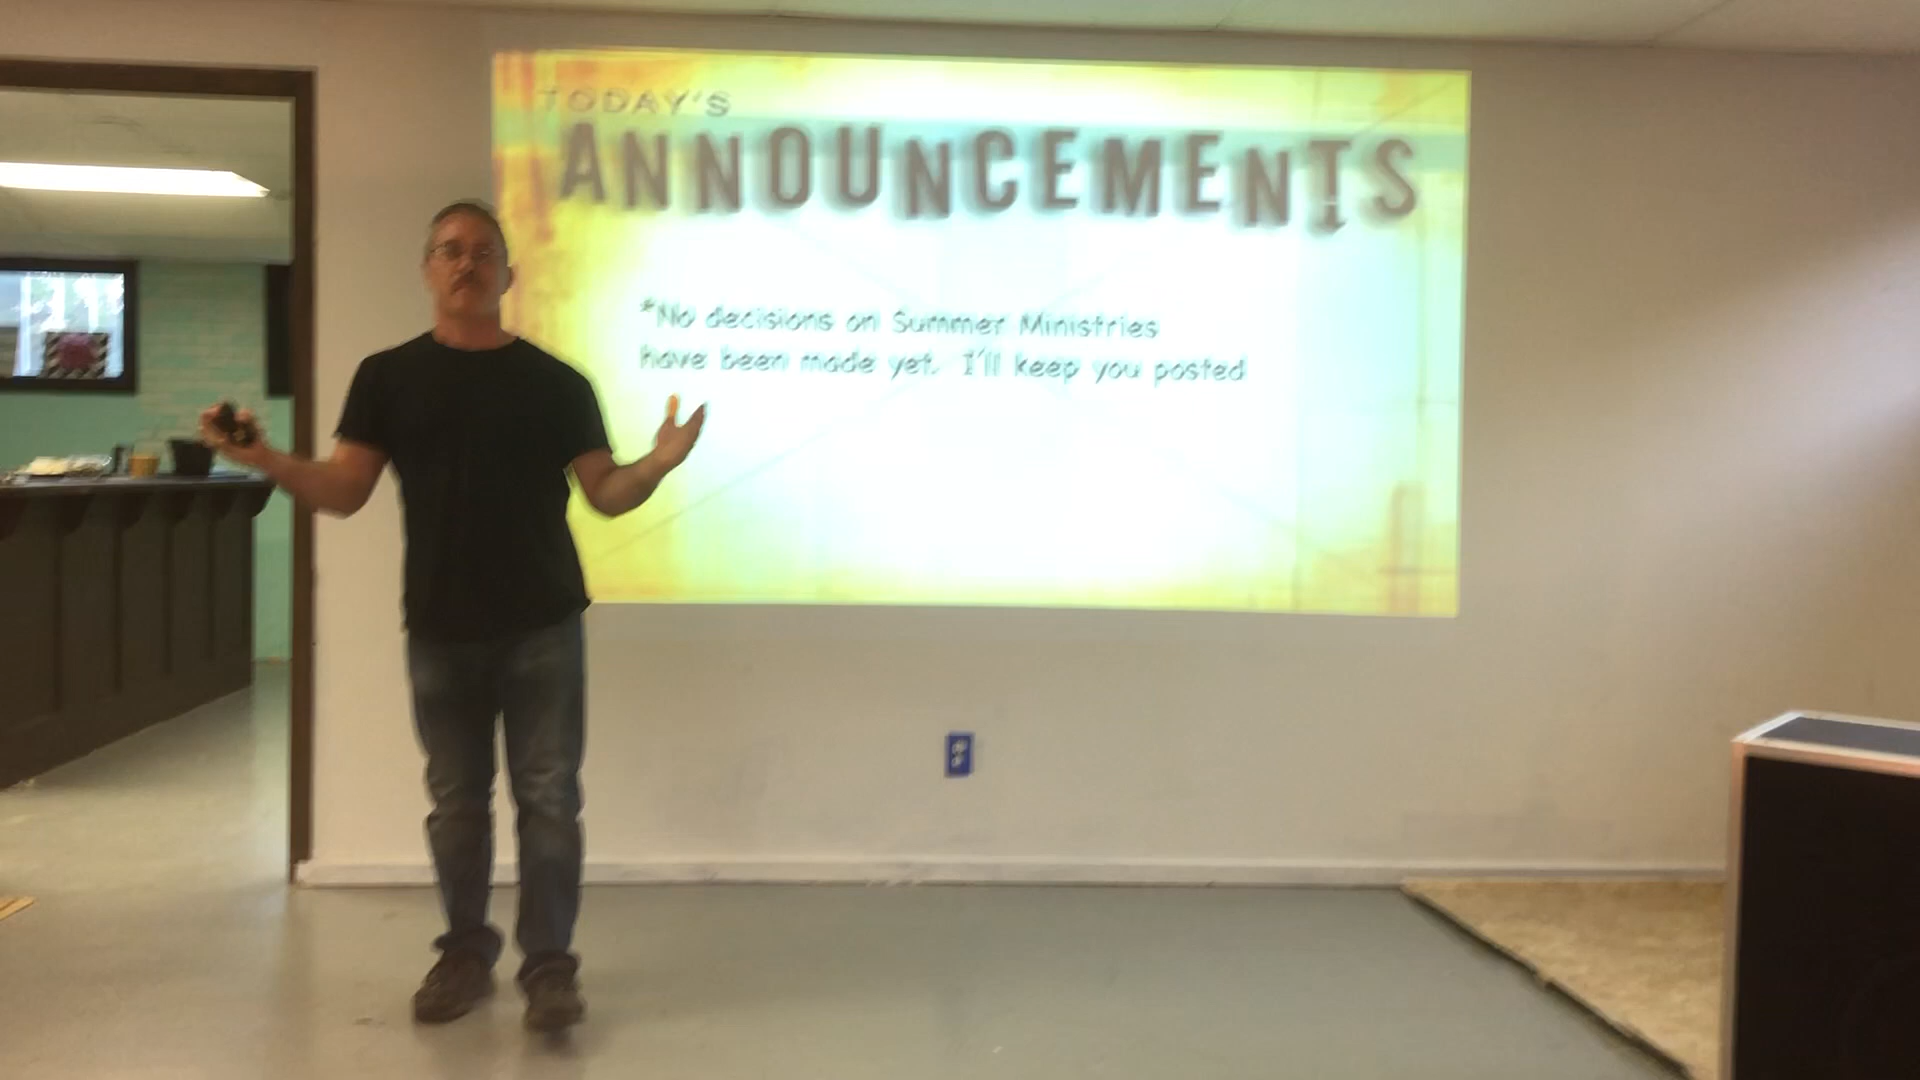 TODAY'S
ANNOUNCEMENTS
*No decisions on Summer Ministries
have been made yet. I'll keep you posted